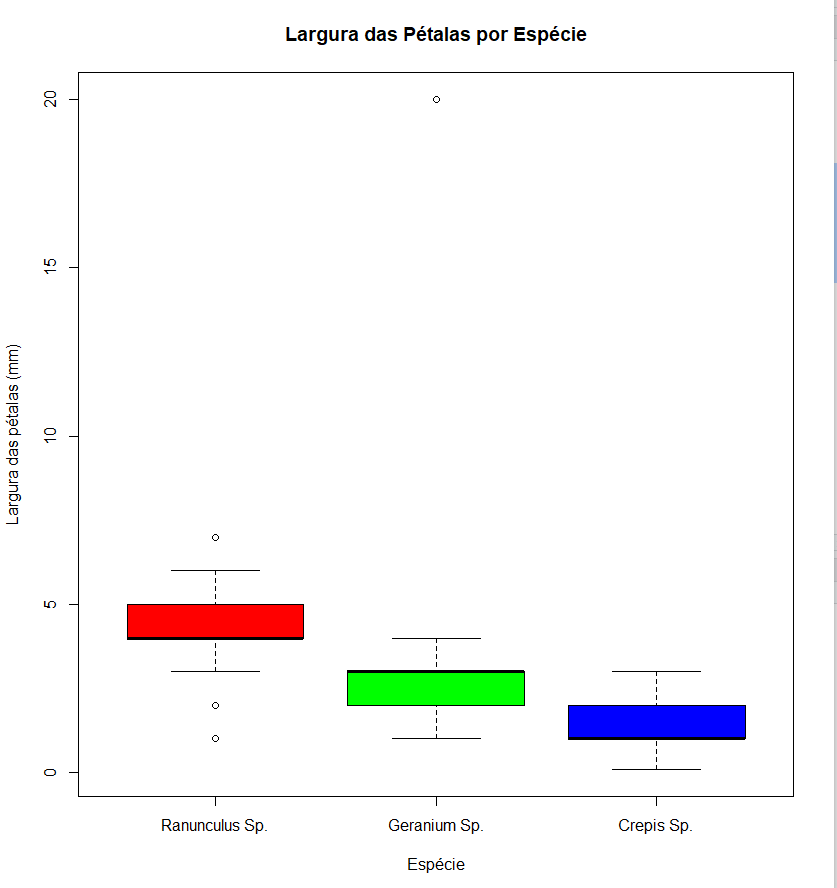 Largura das Pétalas por Espécie
20
15
10
5
0
Largura das pétalas (mm)
Ranunculus Sp.
Geranium Sp.
Crepis Sp.
Espécie